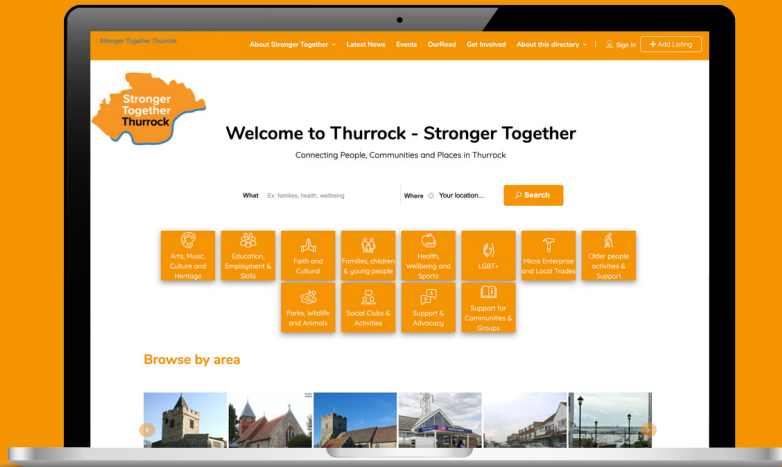 Stronger Together Thurrock
About Stronger Together Latest News Events OurRoad Get Involved About this directory | Sign in + Add Listing
Stronger
Together
Thurrock
Welcome to Thurrock - Stronger Together
Connecting People, Communities and Places in Thurrock
What Ex: families, health, wellbeing Where Your location... Search
Arts, Music,
Culture and
Heritage
Education,
Employment &
Skills
Faith and
Cultural
Families, children
& young people
Health,
Wellbeing and
Sports
LGBT+
Micro Enterprise
and Local Trades
Older people
activities &
Support
Parks, Wildlife
and Animals
Social Clubs &
Activities
Support &
Advocacy
Support for
Communities &
Groups
Browse by area